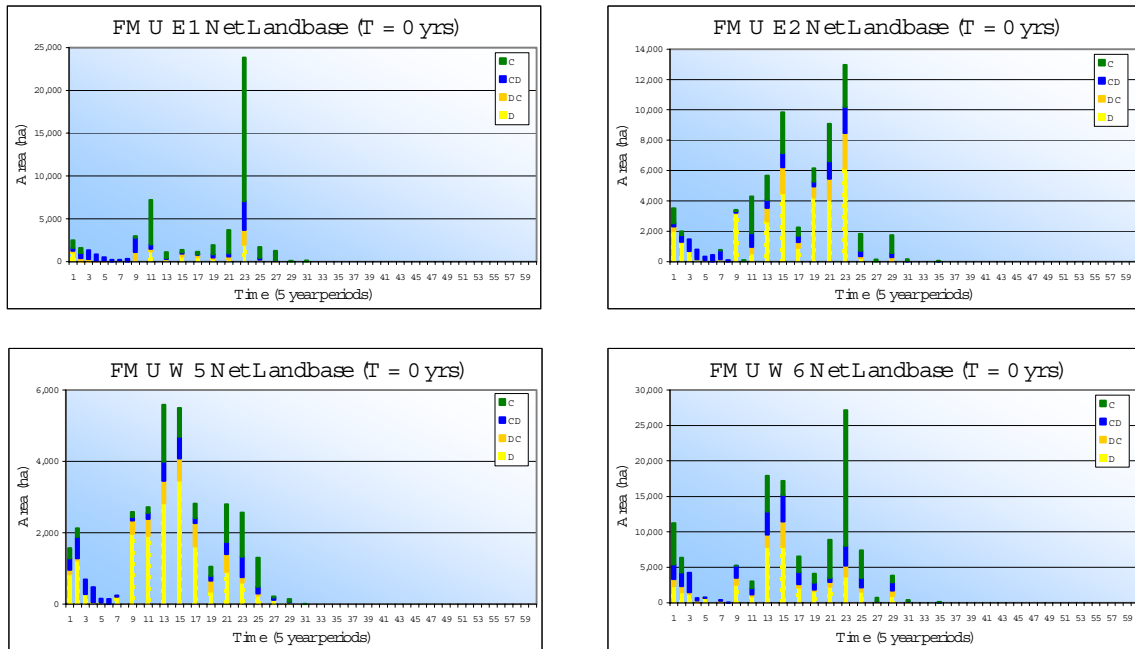 FMU E1 Net Landbase (T = 0 yrs)
25,000
20,000
15,000
10,000
5,000
0
Area (ha)
C
CD
DC
D
1 3 5 7 9 11 13 15 17 19 21 23 25 27 29 31 33 35 37 39 41 43 45 47 49 51 53 55 57 59
Time (5 year periods)
FMU E2 Net Landbase (T = 0 yrs)
14,000
12,000
10,000
8,000
6,000
4,000
2,000
0
Area (ha)
C
CD
DC
D
1 3 5 7 9 11 13 15 17 19 21 23 25 27 29 31 33 35 37 39 41 43 45 47 49 51 53 55 57 59
Time (5 year periods)
FMU W5 Net Landbase (T = 0 yrs)
6,000
4,000
2,000
0
Area (ha)
C
CD
DC
D
1 3 5 7 9 11 13 15 17 19 21 23 25 27 29 31 33 35 37 39 41 43 45 47 49 51 53 55 57 59
Time (5 year periods)
FMU W6 Net Landbase (T = 0 yrs)
30,000
25,000
20,000
15,000
10,000
5,000
0
Area (ha)
C
CD
DC
D
1 3 5 7 9 11 13 15 17 19 21 23 25 27 29 31 33 35 37 39 41 43 45 47 49 51 53 55 57 59
Time (5 year periods)